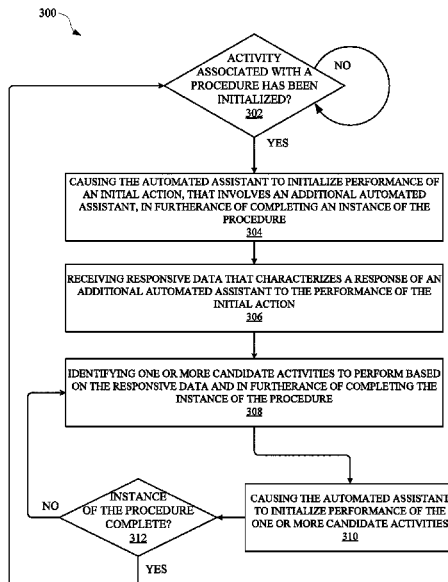 300
ACTIVITY
ASSOCIATED WITH A
PROCEDURE HAS BEEN
INITIALIZED?
302
NO
YES
CAUSING THE AUTOMATED ASSISTANT TO INITIALIZE PERFORMANCE OF
AN INITIAL ACTION, THAT INVOLVES AN ADDITIONAL AUTOMATED
ASSISTANT, IN FURTHERANCE OF COMPLETING AN INSTANCE OF THE
PROCEDURE
304
RECEIVING RESPONSIVE DATA THAT CHARACTERIZES A RESPONSE OF AN
ADDITIONAL AUTOMATED ASSISTANT TO THE PERFORMANCE OF THE
INITIAL ACTION
306
IDENTIFYING ONE OR MORE CANDIDATE ACTIVITIES TO PERFORM BASED
ON THE RESPONSIVE DATA AND IN FURTHERANCE OF COMPLETING THE
INSTANCE OF THE PROCEDURE
308
NO
INSTANCE
OF THE PROCEDURE
COMPLETE?
312
YES
CAUSING THE AUTOMATED ASSISTANT
TO INITIALIZE PERFORMANCE OF THE
ONE OR MORE CANDIDATE ACTIVITIES
310